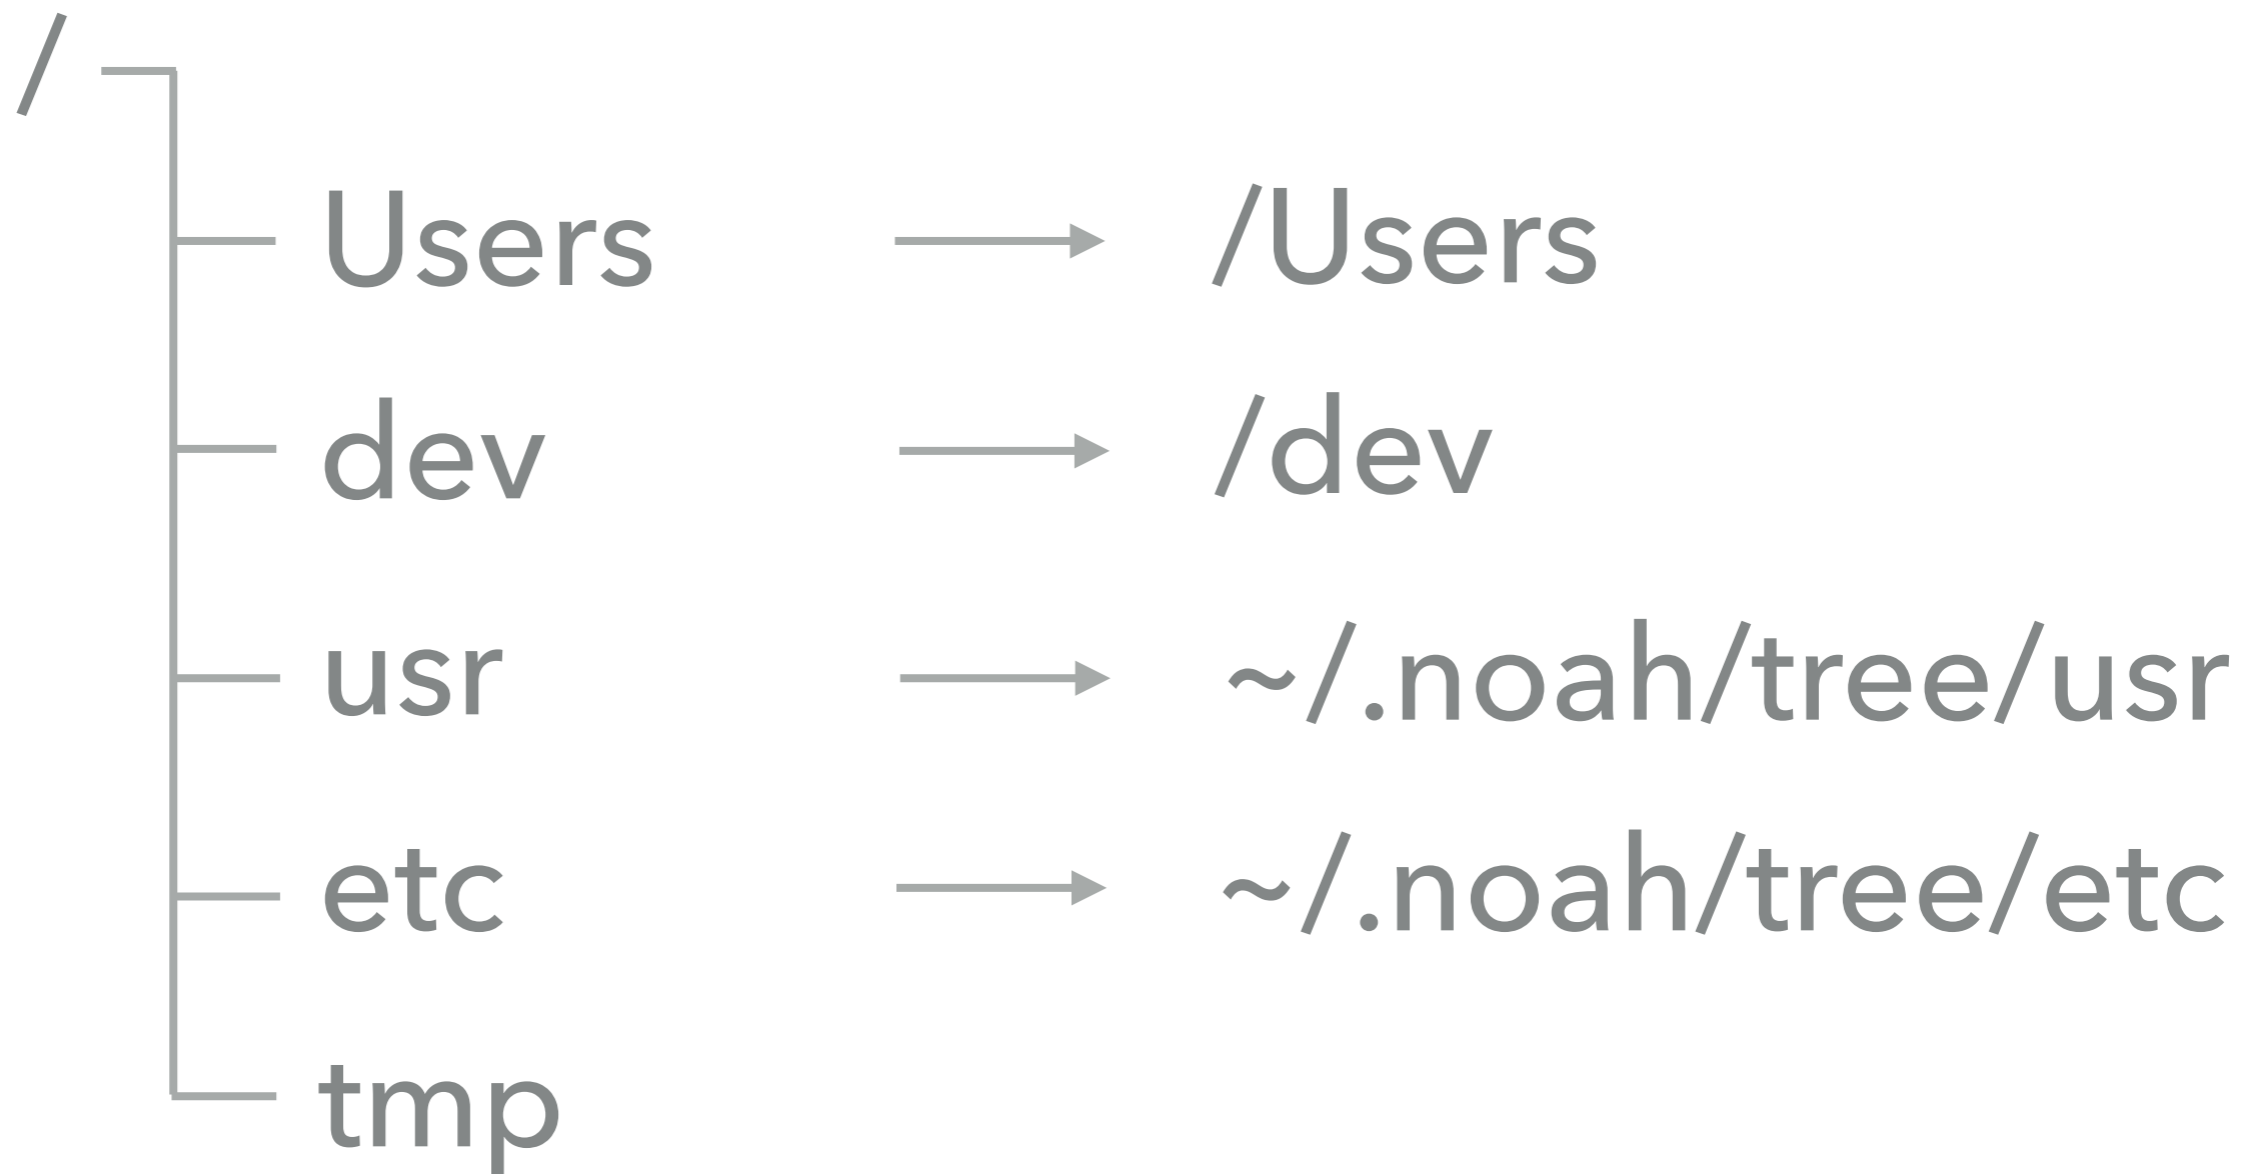 /
Users /Users
dev /dev
usr ~/.noah/tree/usr
etc ~/.noah/tree/etc
tmp